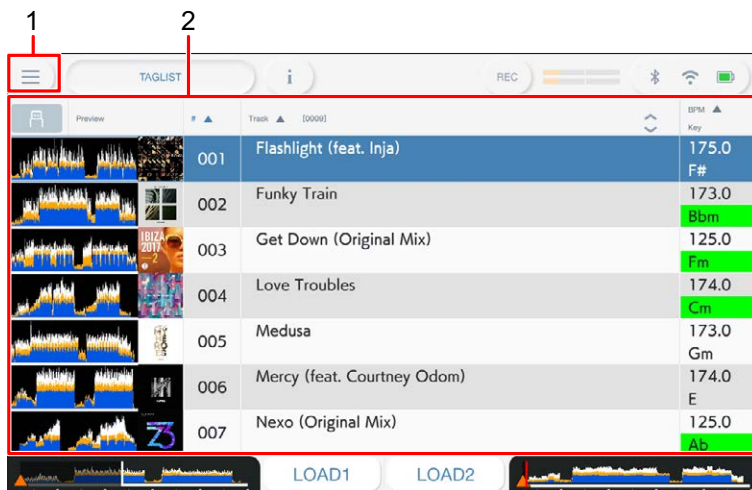 1 2
TAGLIST i REC
Preview # ▲ Track ▲ [0009] BPM ▲
Key
001 Flashlight (feat. Inja) 175.0
F#
002 Funky Train 173.0
Bbm
IBIZA
2017
2
003 Get Down (Original Mix) 125.0
Fm
004 Love Troubles 174.0
Cm
005 Medusa 173.0
Gm
006 Mercy (feat. Courtney Odom) 174.0
E
Z3
007 Nexo (Original Mix) 125.0
Ab
LOAD1 LOAD2